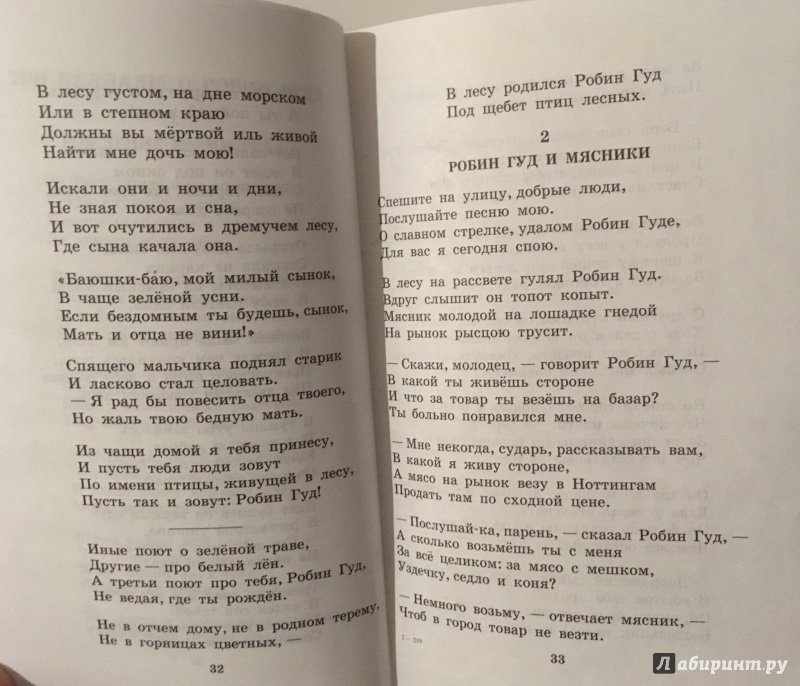 В лесу густом, на дне морском
Или в степном краю
Должны вы мёртвой иль живой
Найти мне дочь мою!
Искали они и ночи и дни,
Не зная покоя и сна,
И вот очутились в дремучем лесу,
Где сына качала она.
«Баюшки-ба́ю, мой милый сынок,
В чаще зелёной усни.
Если бездомным ты будешь, сынок,
Мать и отца не вини!»
Спящего мальчика поднял старик
И ласково стал целовать.
— Я рад бы повесить отца твоего,
Но жаль твою бедную мать.
Из чащи домой я тебя принесу,
И пусть тебя люди зовут
По имени птицы, живущей в лесу,
Пусть так и зовут: Робин Гуд!
Иные поют о зелёной траве,
Другие — про белый лён.
А третьи поют про тебя, Робин Гуд,
Не ведая, где ты рождён.
Не в отчем дому, не в родном терему,
Не в горницах цветных, —
32
В лесу родился Робин Гуд
Под щебет птиц лесных.
2
РОБИН ГУД И МЯСНИКИ
Спешите на улицу, добрые люди,
Послушайте песню мою.
О славном стрелке, удалом Робин Гуде,
Для вас я сегодня спою.
В лесу на рассвете гулял Робин Гуд.
Вдруг слышит он топот копыт.
Мясник молодой на лошадке гнедой
На рынок рысцою трусит.
— Скажи, молодец, — говорит Робин Гуд, —
В какой ты живёшь стороне
И что за товар ты везёшь на базар?
Ты больно понравился мне.
— Мне некогда, сударь, рассказывать вам,
В какой я живу стороне,
А мясо на рынок везу в Ноттингам
Продать там по сходной цене.
— Послушай-ка, парень, — сказал Робин Гуд, —
А сколько возьмёшь ты с меня
За всё целиком: за мясо с мешком,
Уздечку, седло и коня?
— Немного возьму, — отвечает мясник, —
Чтоб в город товар не везти.
33
Лабиринт.ру